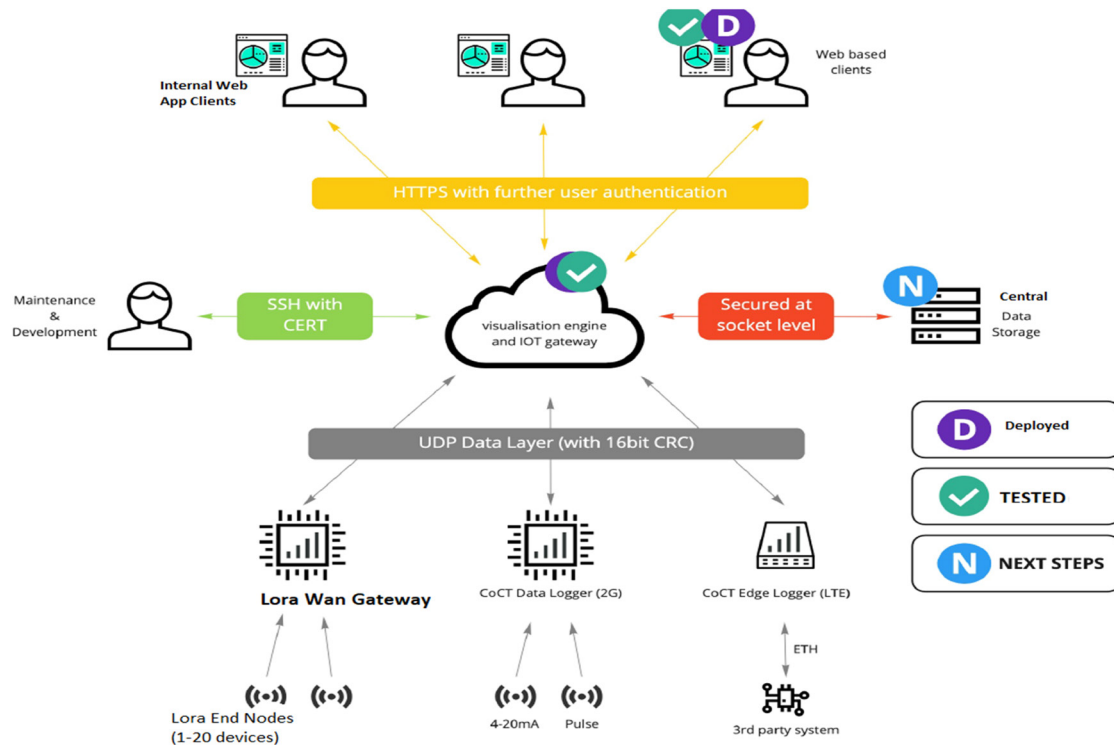 D
Web based
clients
Internal Web
App Clients
HTTPS with further user authentication
Maintenance
&
Development
SSH with
CERT
visualisation engine
and IOT gateway
Secured at
socket level
N
Central
Data
Storage
UDP Data Layer (with 16bit CRC)
D Deployed
TESTED
N NEXT STEPS
Lora Wan Gateway
CoCT Data Logger (2G)
CoCT Edge Logger (LTE)
ETH
Lora End Nodes
(1-20 devices)
4-20mA
Pulse
3rd party system